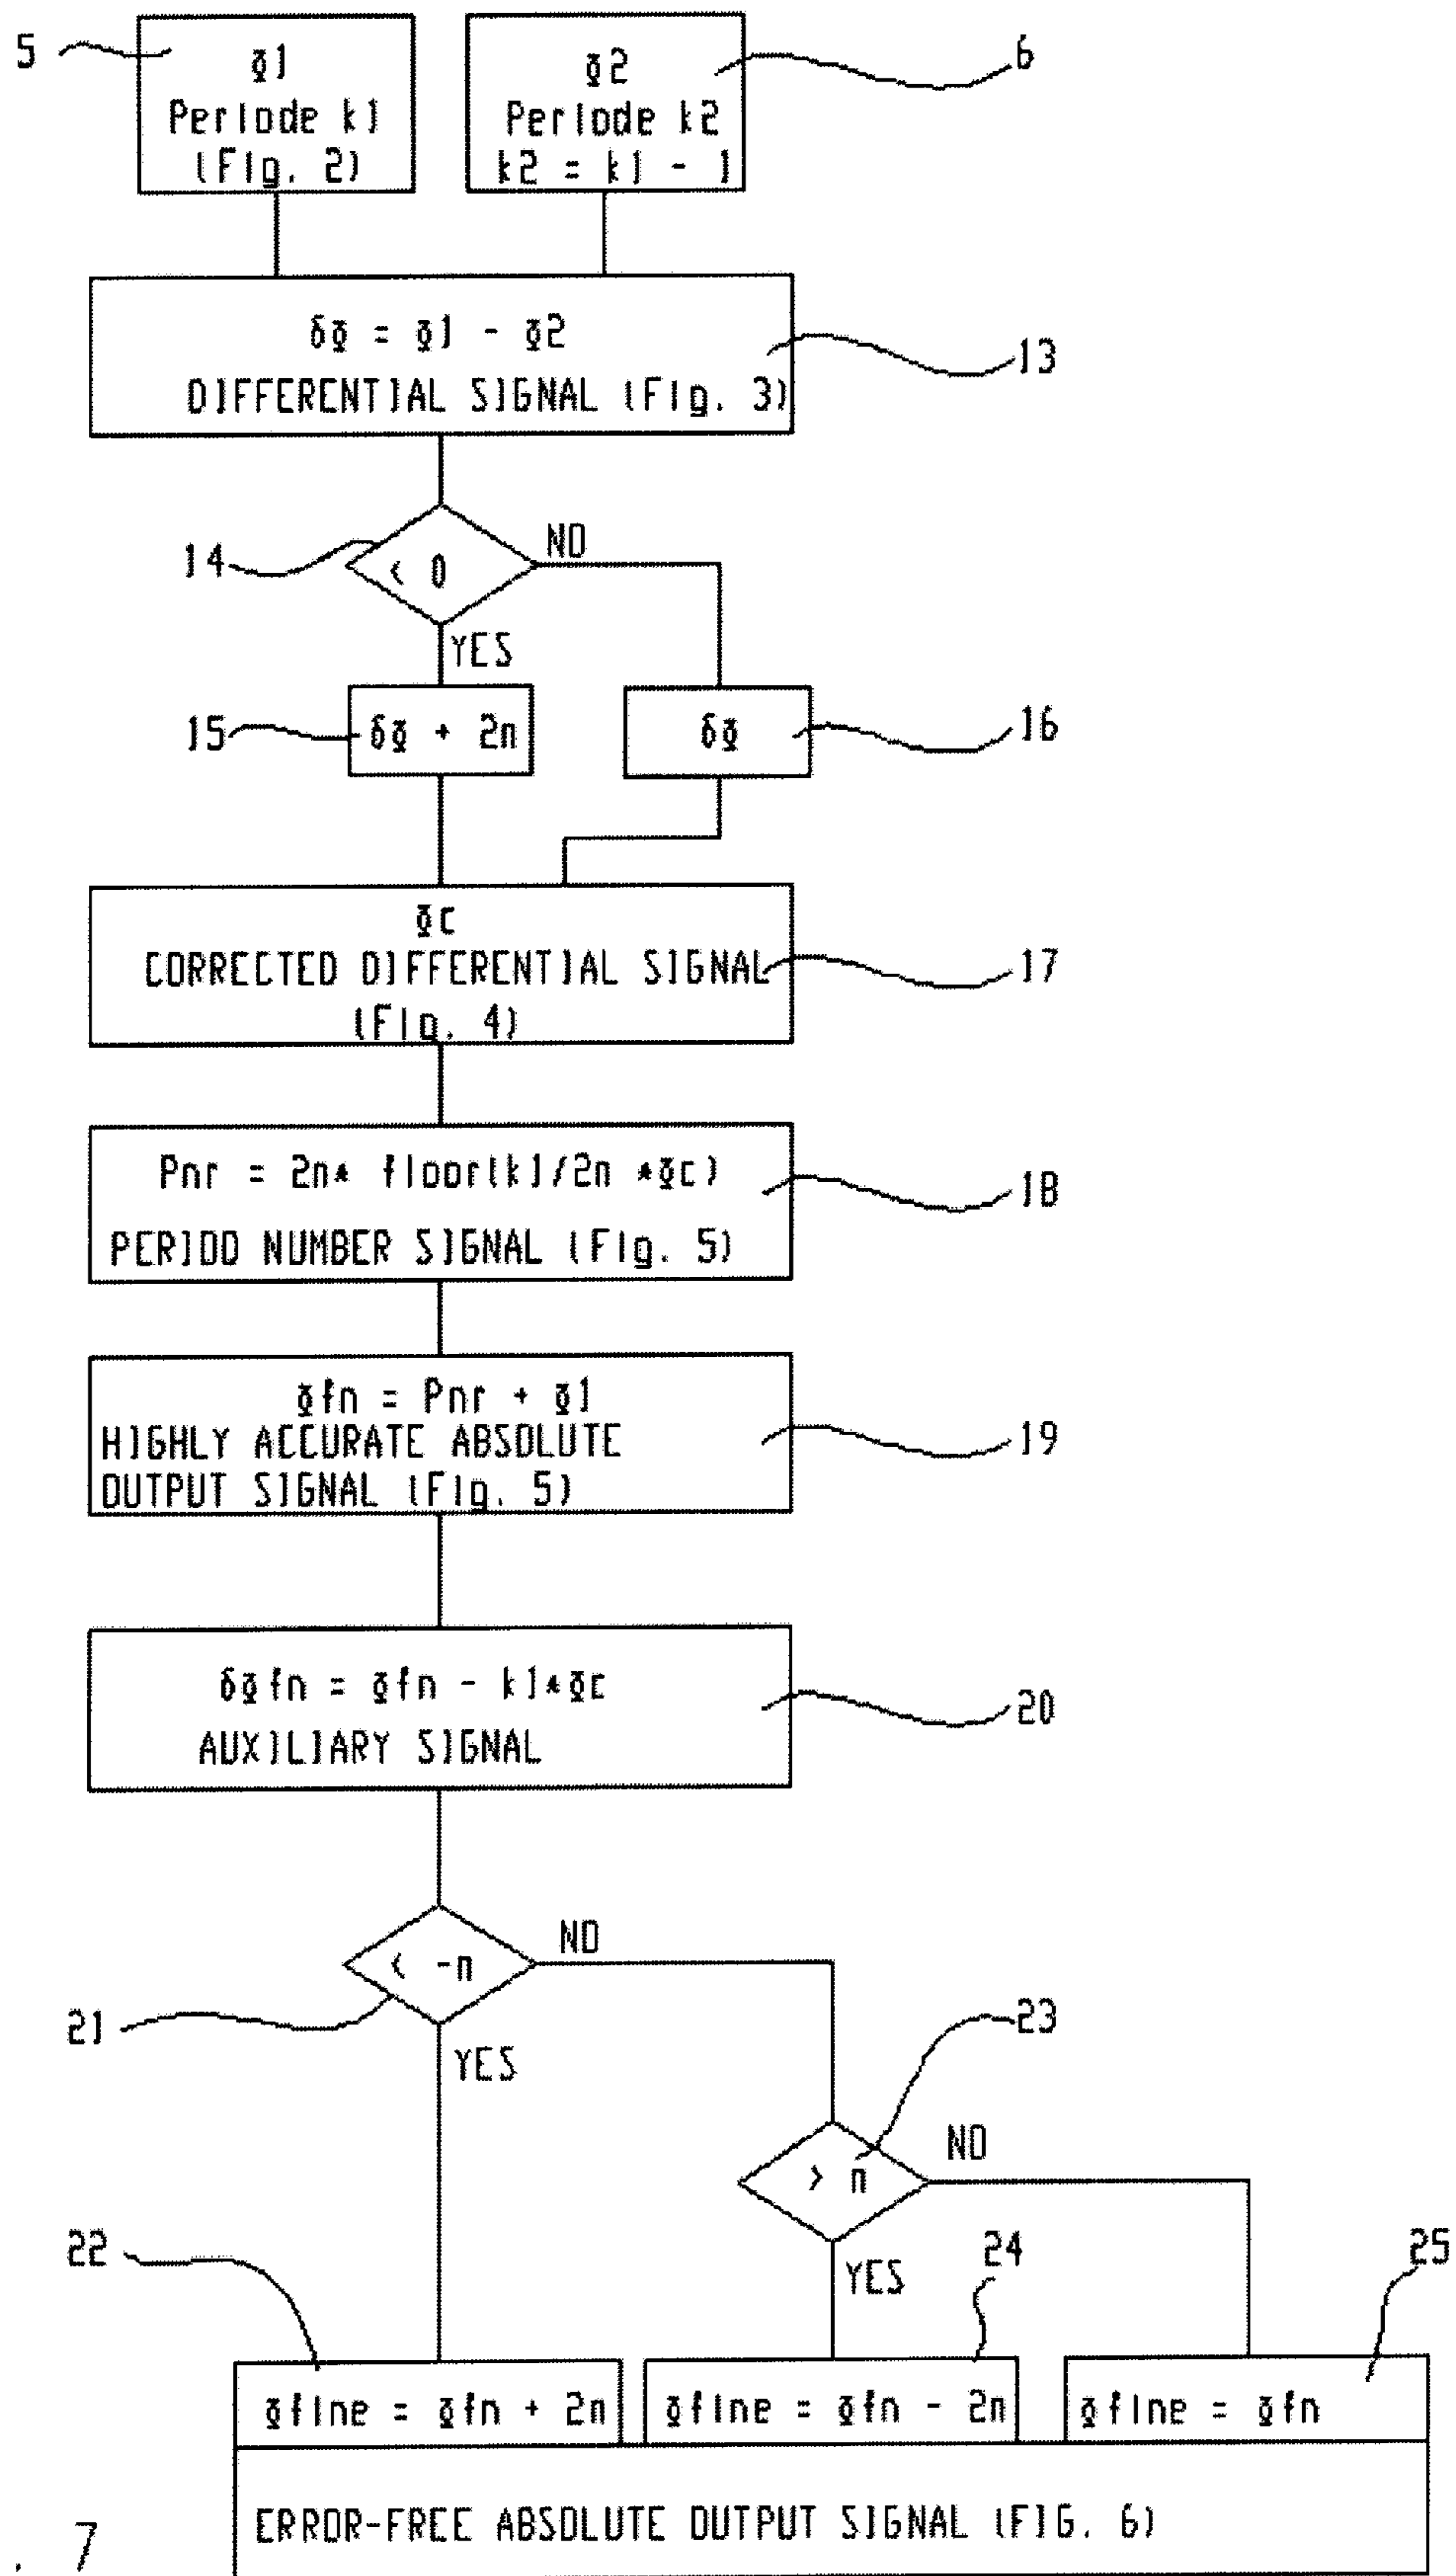 5
φ1
Periode k1
(Fig. 2)
φ2
Periode k2
k2 = k1 - 1
6
δφ = φ1 - φ2
DIFFERENTIAL SIGNAL (Fig. 3)
13
14
< 0
NO
YES
15
δφ + 2π
δφ
16
φc
CORRECTED DIFFERENTIAL SIGNAL
(Fig. 4)
17
Pnr = 2π* floor(k1/2π *φc)
PERIOD NUMBER SIGNAL (Fig. 5)
18
φfn = Pnr + φ1
HIGHLY ACCURATE ABSOLUTE
OUTPUT SIGNAL (Fig. 5)
19
δφfn = φfn - k1*φc
AUXILIARY SIGNAL
20
< -π
NO
21
YES
23
> π
NO
22
YES
24
25
φfine = φfn + 2π
φfine = φfn - 2π
φfine = φfn
ERROR-FREE ABSOLUTE OUTPUT SIGNAL (FIG. 6)
. 7